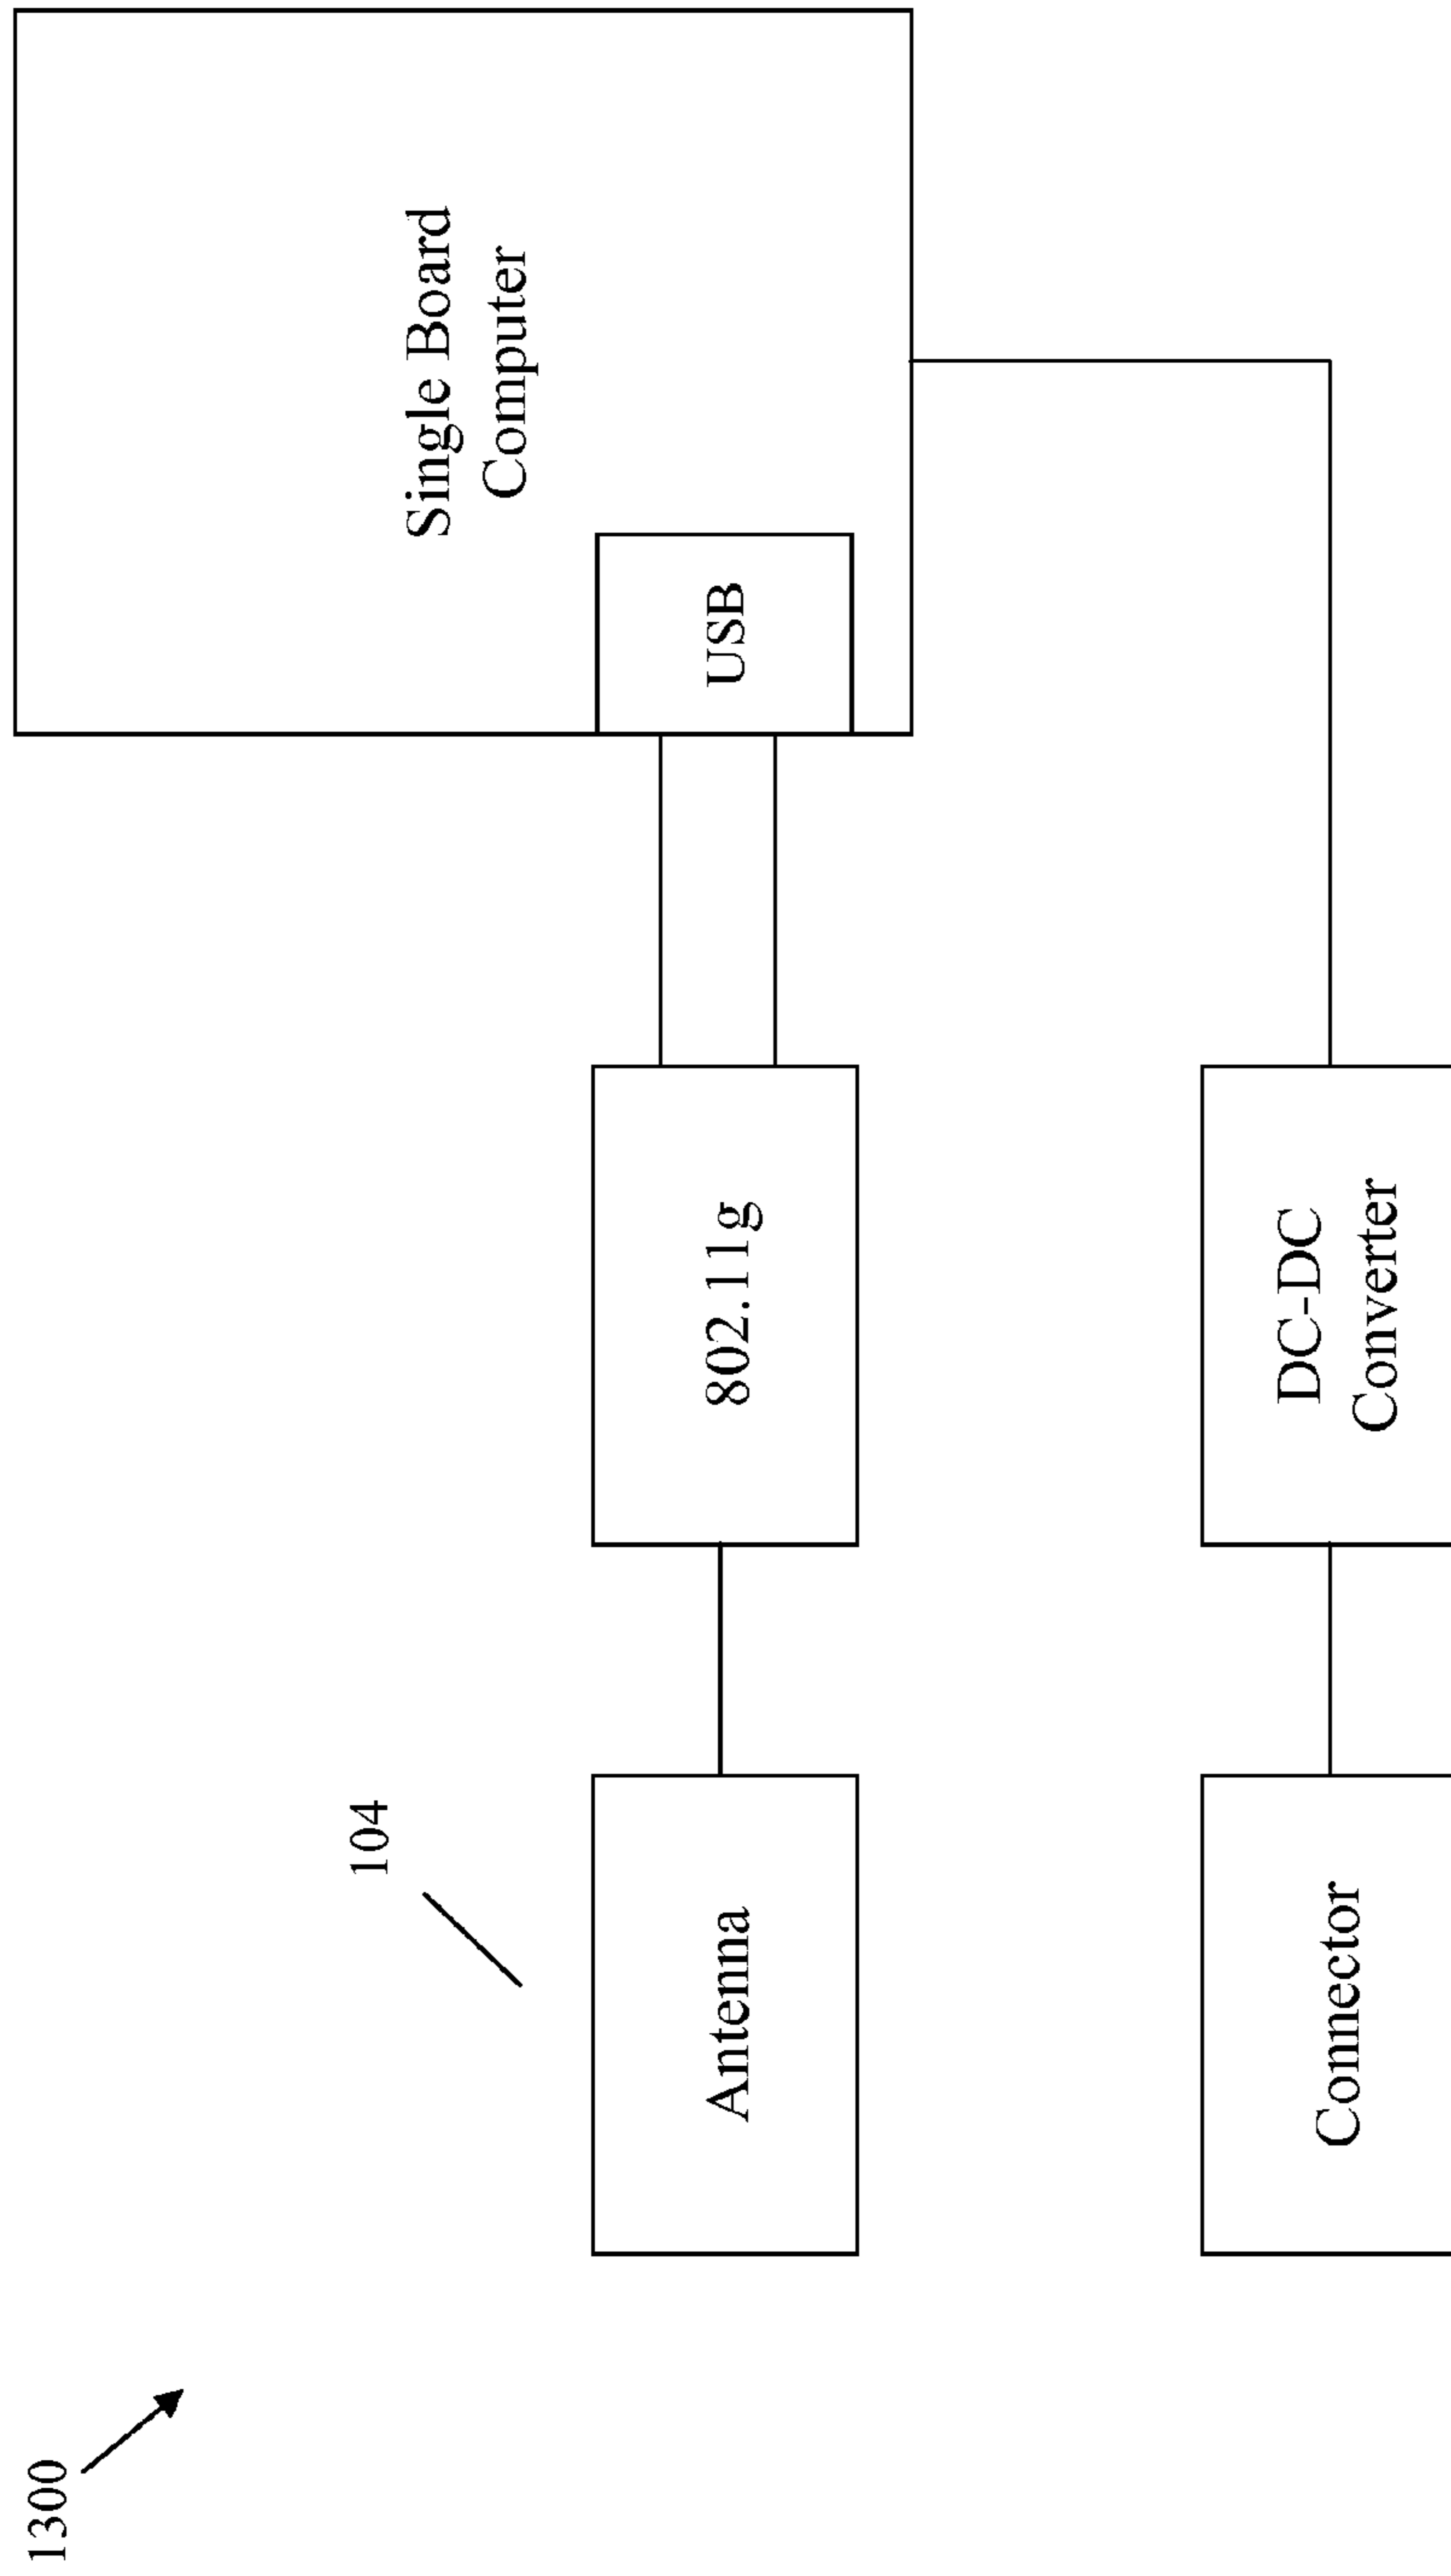 Single Board
Computer
USB
104
Antenna
802.11g
Connector
DC-DC
Converter
1300